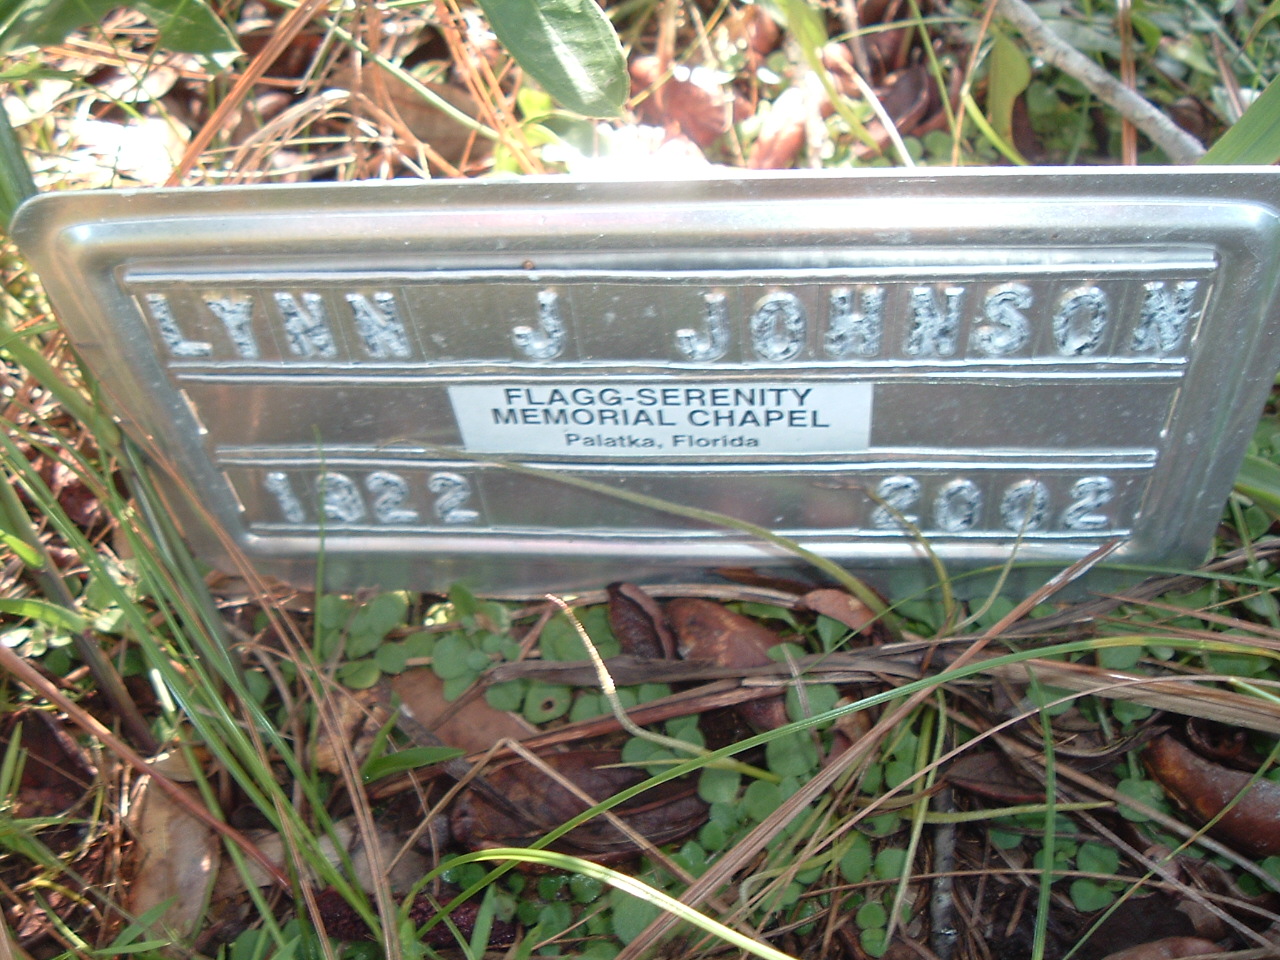 LYNN J JOHNSON
FLAGG-SERENITY
MEMORIAL CHAPEL
Palatka, Florida
1922 2002